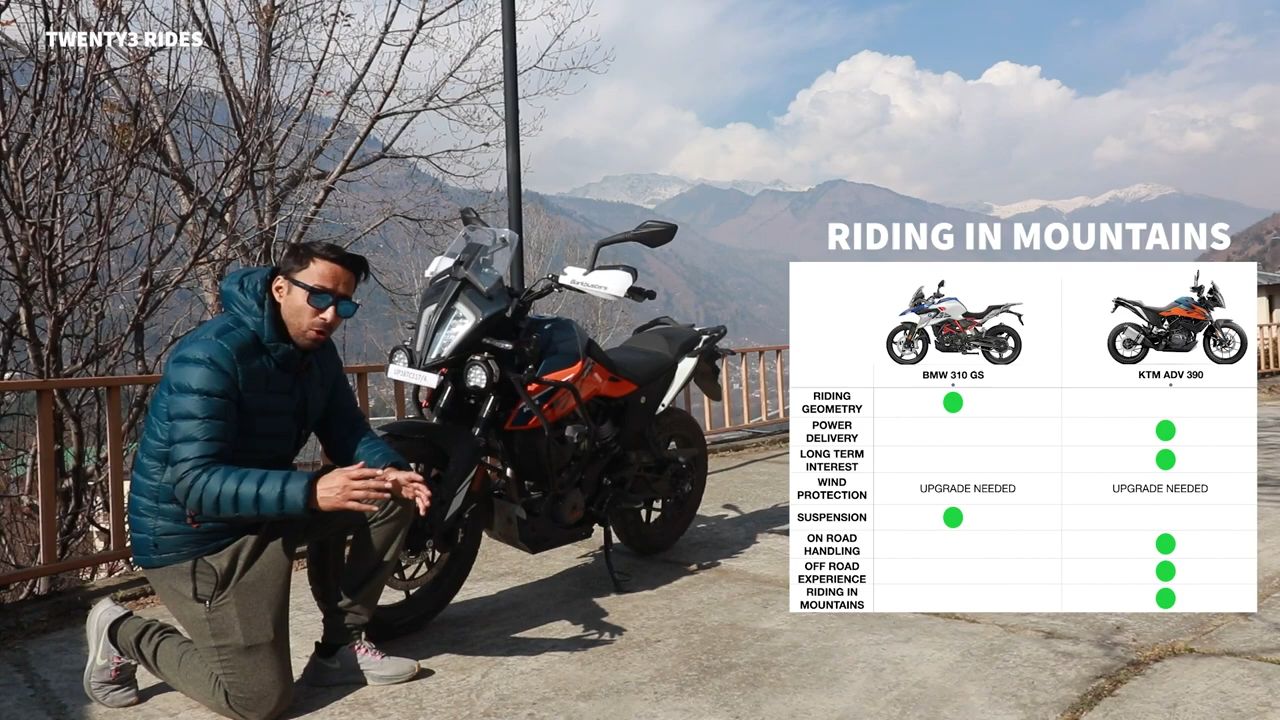 TWENTY3 RIDES
RIDING IN MOUNTAINS
BMW 310 GS
KTM ADV 390
RIDING
GEOMETRY
POWER
DELIVERY
LONG TERM
INTEREST
WIND
PROTECTION
UPGRADE NEEDED
UPGRADE NEEDED
SUSPENSION
ON ROAD
HANDLING
OFF ROAD
EXPERIENCE
RIDING IN
MOUNTAINS
Barkbusters